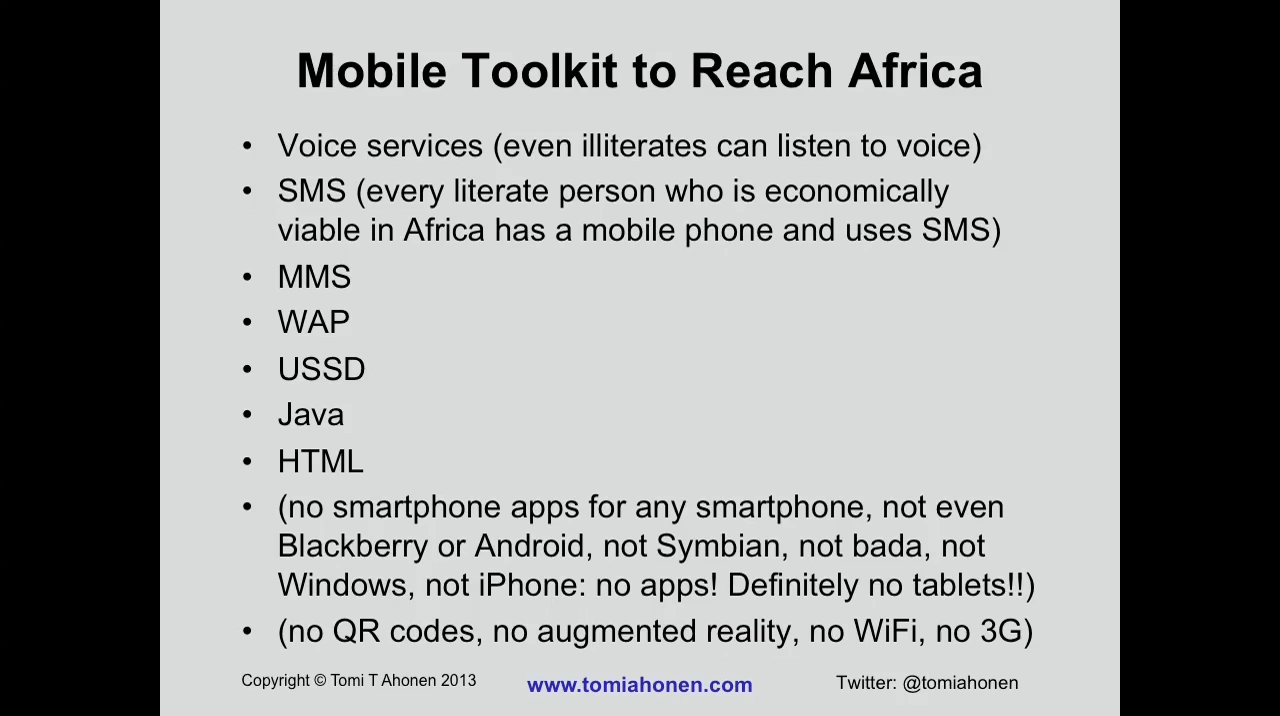 Mobile Toolkit to Reach Africa
• Voice services (even illiterates can listen to voice)
• SMS (every literate person who is economically
viable in Africa has a mobile phone and uses SMS)
• MMS
• WAP
• USSD
• Java
• HTML
• (no smartphone apps for any smartphone, not even
Blackberry or Android, not Symbian, not bada, not
Windows, not iPhone: no apps! Definitely no tablets!!)
• (no QR codes, no augmented reality, no WiFi, no 3G)
Copyright © Tomi T Ahonen 2013 www.tomiahonen.com Twitter: @tomiahonen